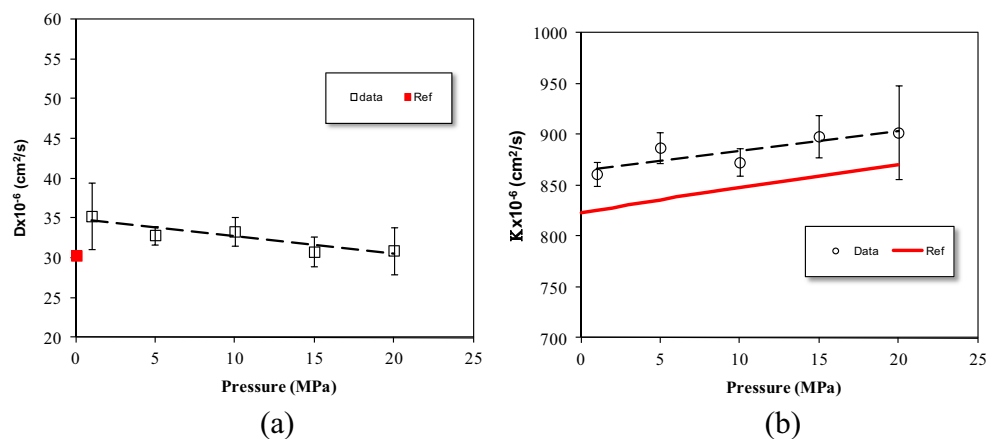 60
55
50
45
40
35
30
25
20
Dx10-6 (cm2/s)
data
Ref
0
5
10
15
20
25
Pressure (MPa)
(a)
1000
950
900
850
800
750
700
Kx10-6 (cm2/s)
Data
Ref
0
5
10
15
20
25
Pressure (MPa)
(b)